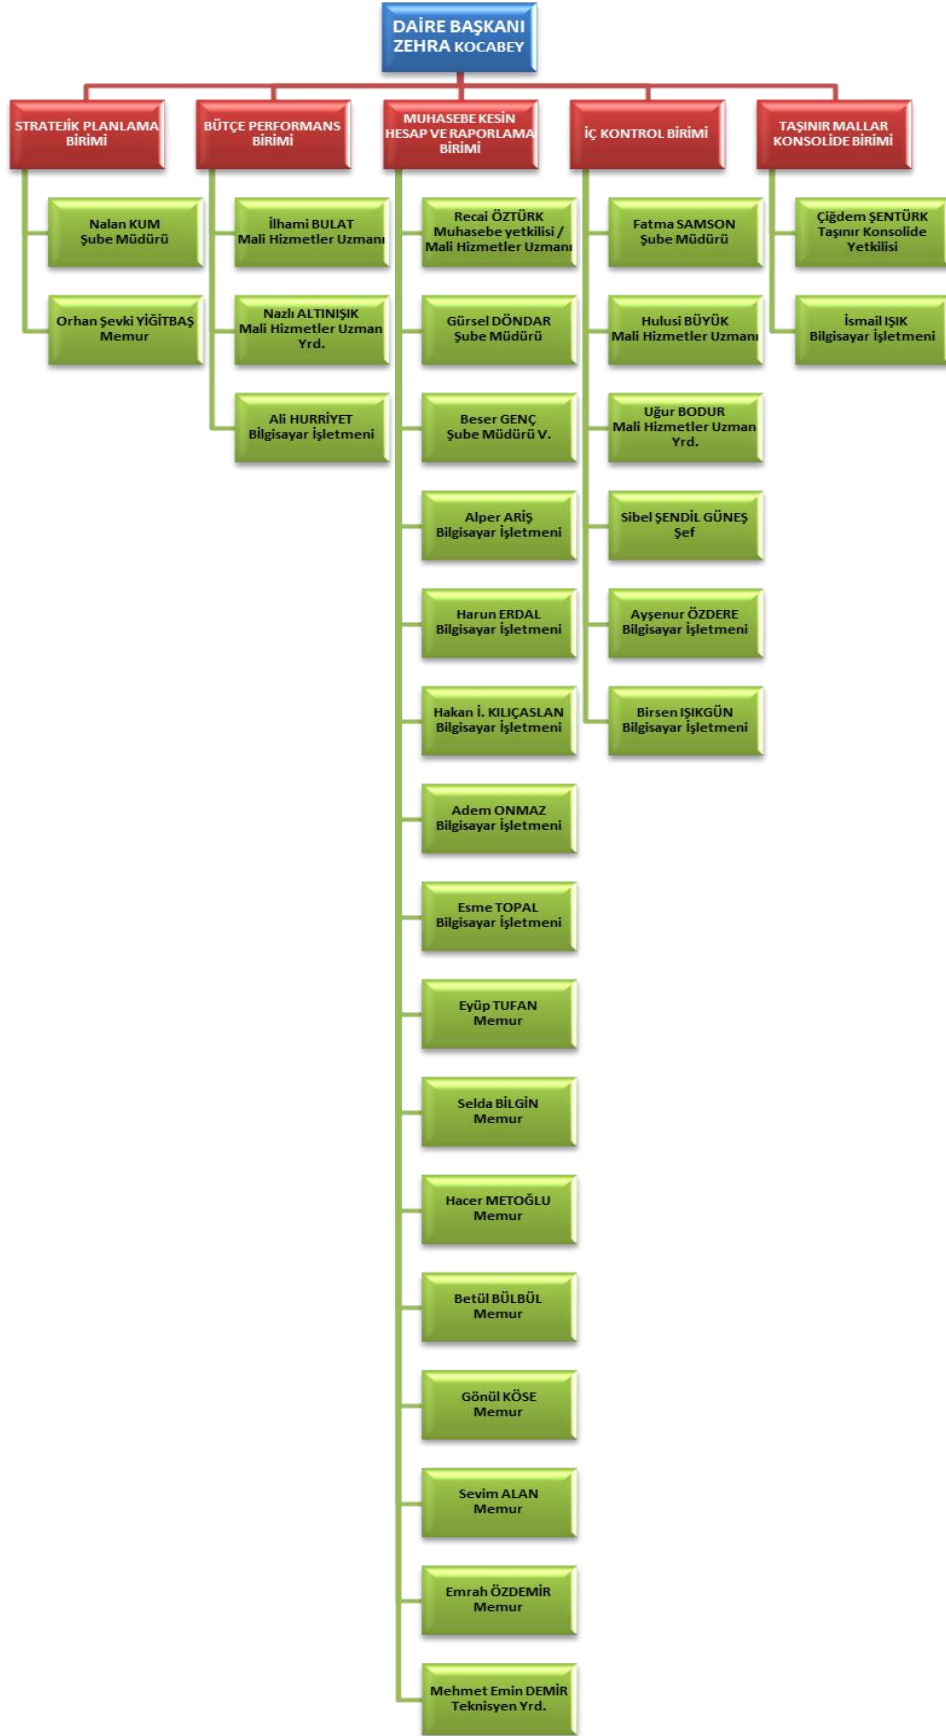 DAİRE BAŞKANI
ZEHRA KOCABEY
STRATEJİK PLANLAMA
BİRİMİ
Nalan KUM
Şube Müdürü
Orhan Şevki YİĞİTBAŞ
Memur
BÜTÇE PERFORMANS
BİRİMİ
İlhami BULAT
Mali Hizmetler Uzmanı
Nazlı ALTINIŞIK
Mali Hizmetler Uzman
Yrd.
Ali HURRİYET
Bilgisayar İşletmeni
MUHASEBE KESİN
HESAP VE RAPORLAMA
BİRİMİ
Recai ÖZTÜRK
Muhasebe yetkilisi /
Mali Hizmetler Uzmanı
Gürsel DÖNDAR
Şube Müdürü
Beser GENÇ
Şube Müdürü V.
Alper ARİŞ
Bilgisayar İşletmeni
Harun ERDAL
Bilgisayar İşletmeni
Hakan İ. KILIÇASLAN
Bilgisayar İşletmeni
Adem ONMAZ
Bilgisayar İşletmeni
Esme TOPAL
Bilgisayar İşletmeni
Eyüp TUFAN
Memur
Selda BİLGİN
Memur
Hacer METOĞLU
Memur
Betül BÜLBÜL
Memur
Gönül KÖSE
Memur
Sevim ALAN
Memur
Emrah ÖZDEMİR
Memur
Mehmet Emin DEMİR
Teknisyen Yrd.
İÇ KONTROL BİRİMİ
Fatma SAMSON
Şube Müdürü
Hulusi BÜYÜK
Mali Hizmetler Uzmanı
Uğur BODUR
Mali Hizmetler Uzman
Yrd.
Sibel ŞENDİL GÜNEŞ
Şef
Ayşenur ÖZDERE
Bilgisayar İşletmeni
Birsen IŞIKGÜN
Bilgisayar İşletmeni
TAŞINIR MALLAR
KONSOLİDE BİRİMİ
Çiğdem ŞENTÜRK
Taşınır Konsolide
Yetkilisi
İsmail IŞIK
Bilgisayar İşletmeni